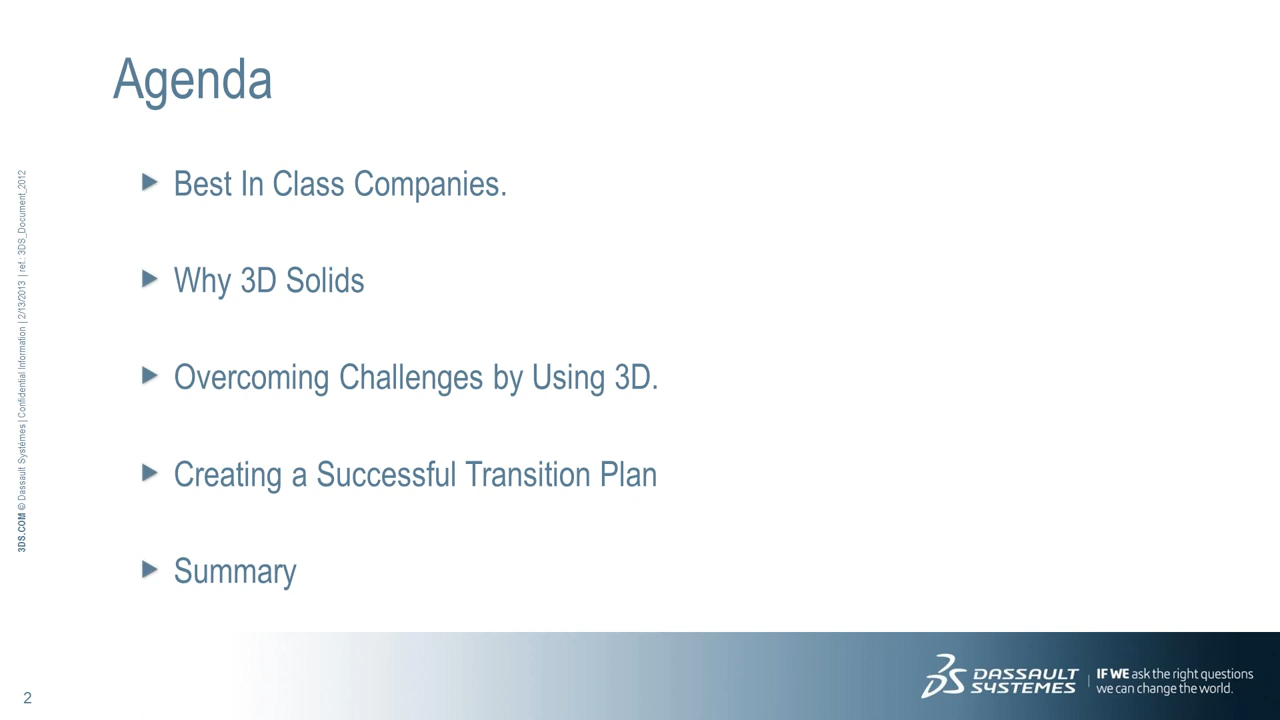 Agenda
Best In Class Companies.
Why 3D Solids
Overcoming Challenges by Using 3D.
Creating a Successful Transition Plan
Summary
3DS.COM © Dassault Systèmes | Confidential Information | 2/13/2013 | ref.: 3DS_Document_2012
2
DASSAULT
SYSTEMES
IF WE ask the right questions
we can change the world.